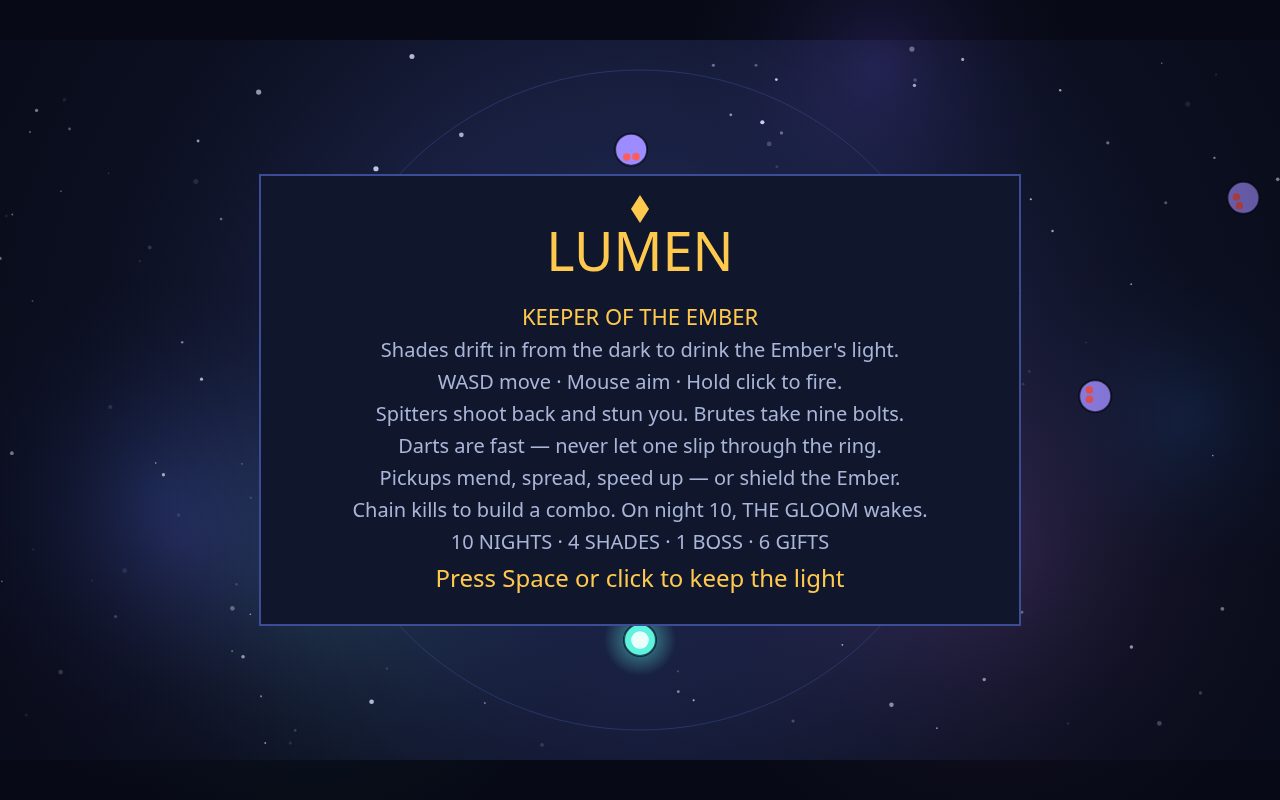 LUMEN
KEEPER OF THE EMBER
Shades drift in from the dark to drink the Ember's light.
WASD move · Mouse aim · Hold click to fire.
Spitters shoot back and stun you. Brutes take nine bolts.
Darts are fast — never let one slip through the ring.
Pickups mend, spread, speed up — or shield the Ember.
Chain kills to build a combo. On night 10, THE GLOOM wakes.
10 NIGHTS · 4 SHADES · 1 BOSS · 6 GIFTS
Press Space or click to keep the light